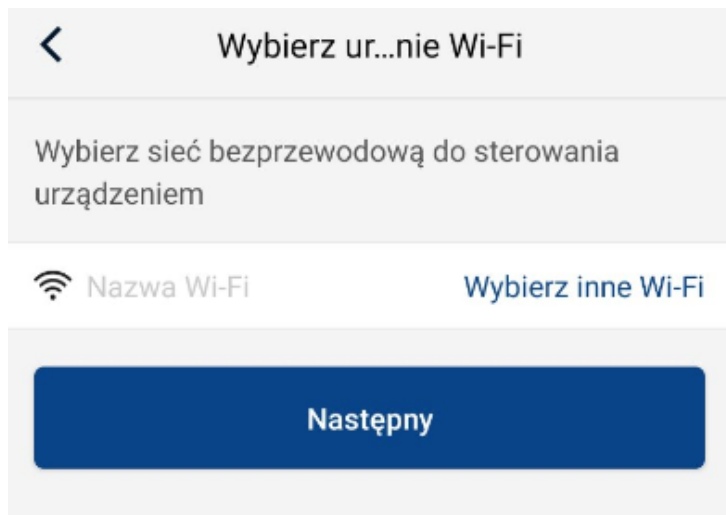 Wybierz ur...nie Wi-Fi
Wybierz sieć bezprzewodową do sterowania
urządzeniem
Nazwa Wi-Fi
Wybierz inne Wi-Fi
Następny